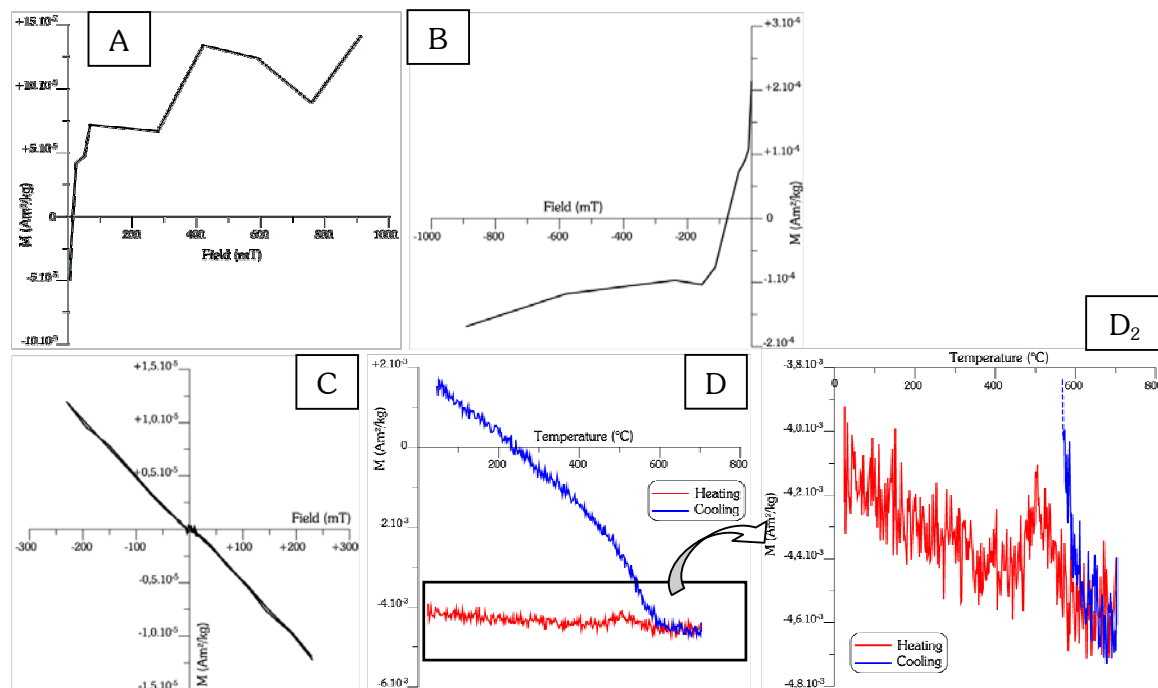 A
+15.10⁻⁵
+10.10⁻⁵
+5.10⁻⁵
0
-5.10⁻⁵
-10.10⁻⁵
M (Am²/kg)
200 400 600 800 1000
Field (mT)
B
+3.10⁻⁴
+2.10⁻⁴
+1.10⁻⁴
0
-1.10⁻⁴
-2.10⁻⁴
M (Am²/kg)
Field (mT)
-1000 -800 -600 -400 -200
C
+1,5.10⁻⁵
+1,0.10⁻⁵
+0,5.10⁻⁵
Field (mT)
-300 -200 -100 0 +100 +200 +300
-0,5.10⁻⁵
-1,0.10⁻⁵
-1,5.10⁻⁵
M (Am²/kg)
D
+2.10⁻³
0
-2.10⁻³
-4.10⁻³
-6.10⁻³
M (Am²/kg)
Temperature (°C)
200 400 600 800
Heating
Cooling
D₂
Temperature (°C)
0 200 400 600 800
-3,8.10⁻³
-4,0.10⁻³
-4,2.10⁻³
-4,4.10⁻³
-4,6.10⁻³
-4,8.10⁻³
M (Am²/kg)
Heating
Cooling